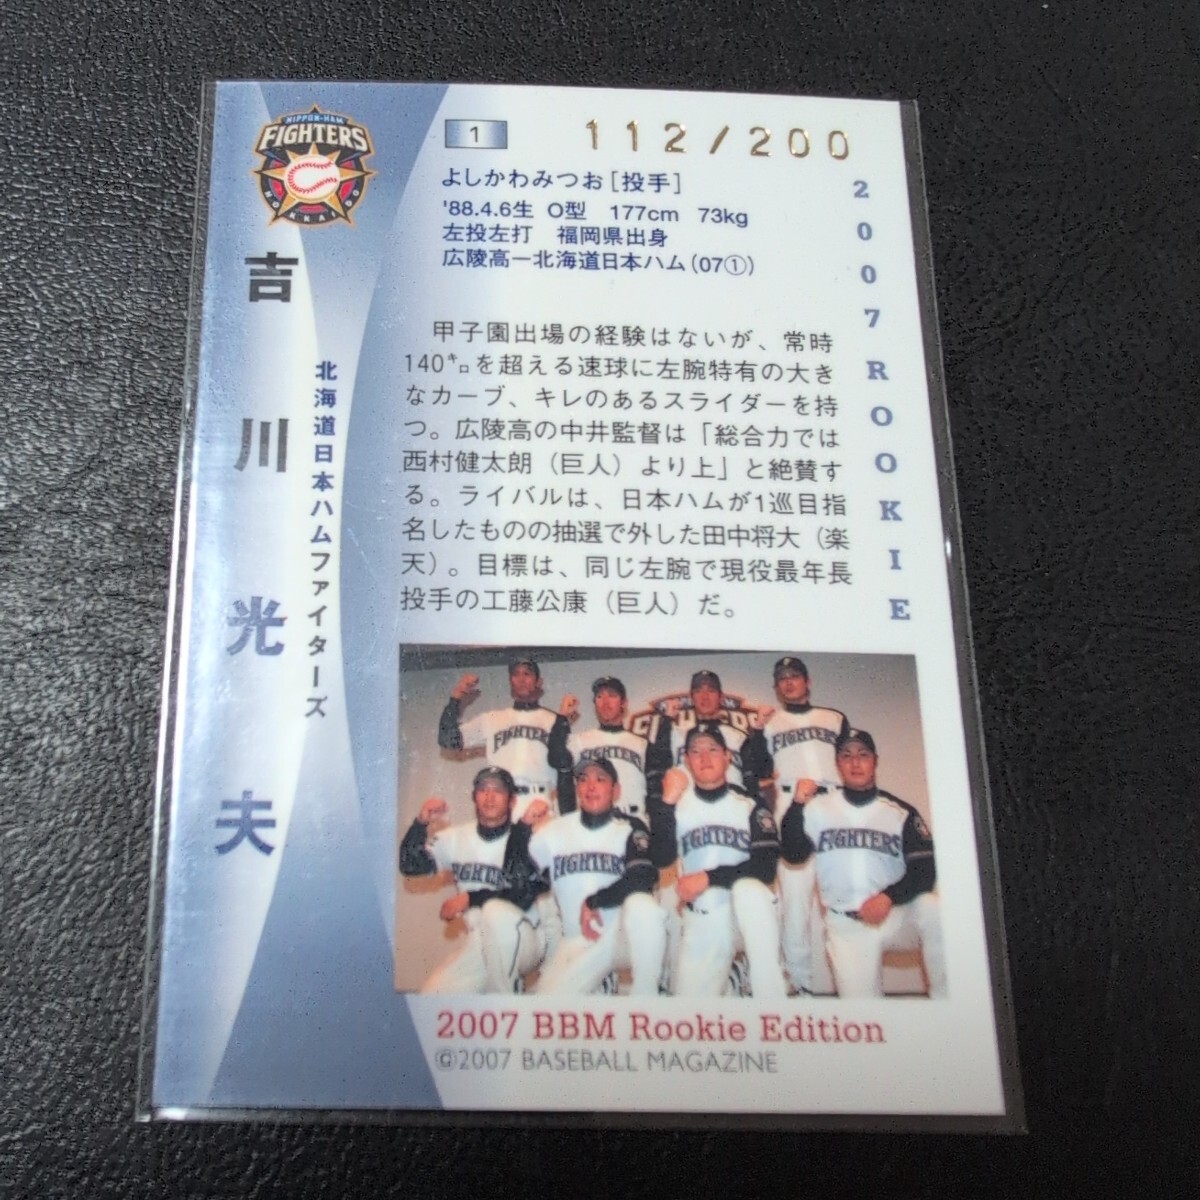 NIPPON-HAM
FIGHTERS
HOKKAIDO
1
112/200
よしかわみつお[投手]
'88.4.6生 O型 177cm 73kg
左投左打 福岡県出身
広陵高ー北海道日本ハム(07①)
吉川光夫
北海道日本ハムファイターズ
2007 ROOKIE
甲子園出場の経験はないが、常時
140㌔を超える速球に左腕特有の大き
なカーブ、キレのあるスライダーを持
つ。広陵高の中井監督は「総合力では
西村健太朗（巨人）より上」と絶賛す
る。ライバルは、日本ハムが1巡目指
名したものの抽選で外した田中将大（楽
天）。目標は、同じ左腕で現役最年長
投手の工藤公康（巨人）だ。
NIPPON-HAM
FIGHTERS
FIGHTERS
FIGHTERS
FIGHTERS
FIGHTERS
FIGHTERS
FIGHTERS
FIGHTERS
2007 BBM Rookie Edition
©2007 BASEBALL MAGAZINE